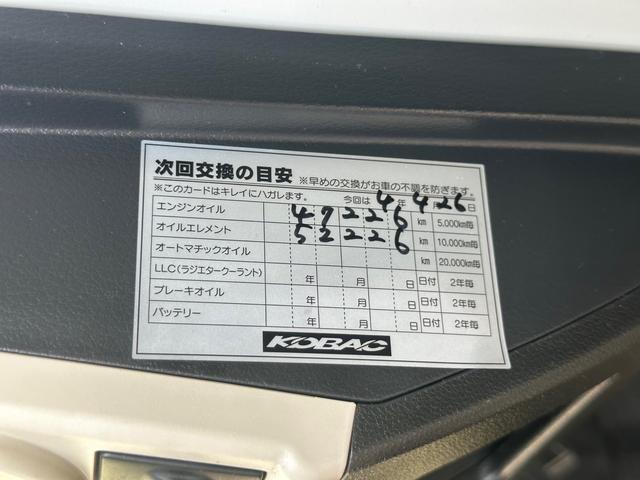 次回交換の目安 ※早めの交換がお車の不調を防ぎます。
※このカードはキレイにハガレます。 今回は 4年 4月 26日
エンジンオイル 47226 km 5.000km毎
オイルエレメント 52226 km 10.000km毎
オートマチックオイル km 20.000km毎
LLC(ラジエタークーラント) 年 月 日 日付 2年毎
ブレーキオイル 年 月 日 日付 2年毎
バッテリー 年 月 日 日付 2年毎
KOBAC